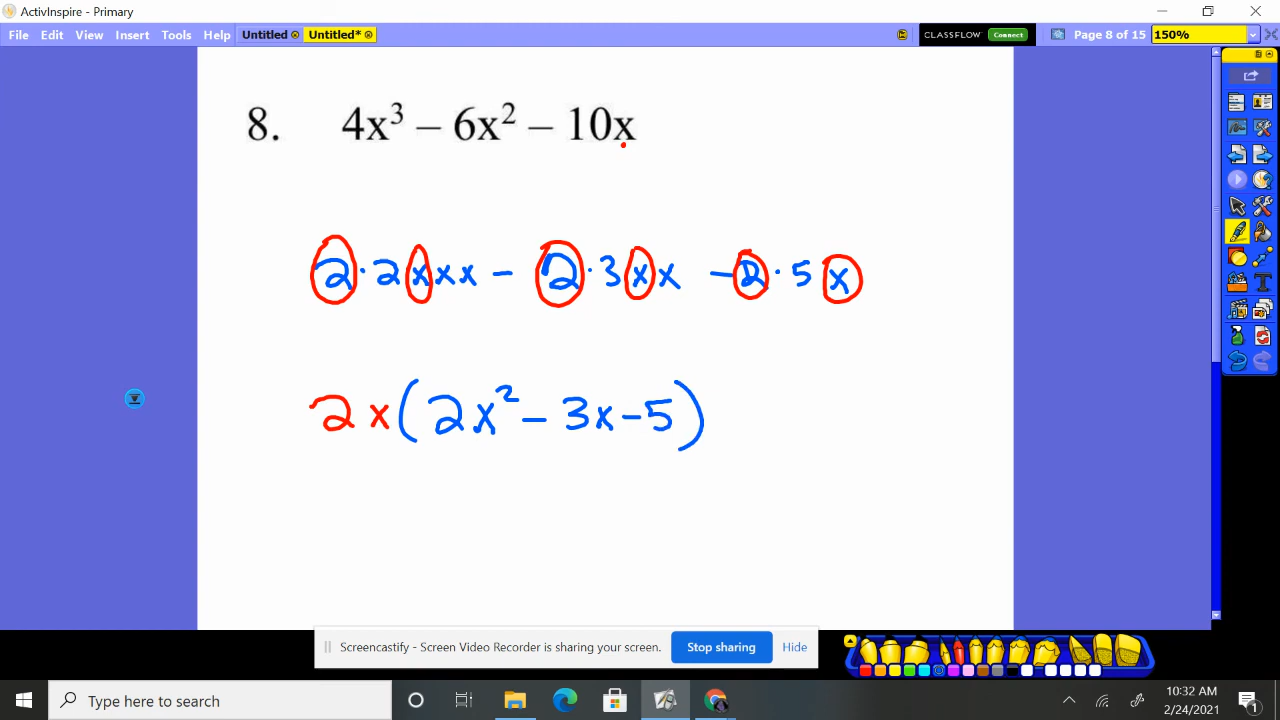 ActivInspire - Primary
File Edit View Insert Tools Help Untitled Untitled* CLASSFLOW Connect Page 8 of 15 150%
8. 4x³ – 6x² – 10x
2·2xxx – 2·3xx – 2·5x
2x(2x² – 3x – 5)
Screencastify - Screen Video Recorder is sharing your screen. Stop sharing Hide
Type here to search
10:32 AM
2/24/2021
1